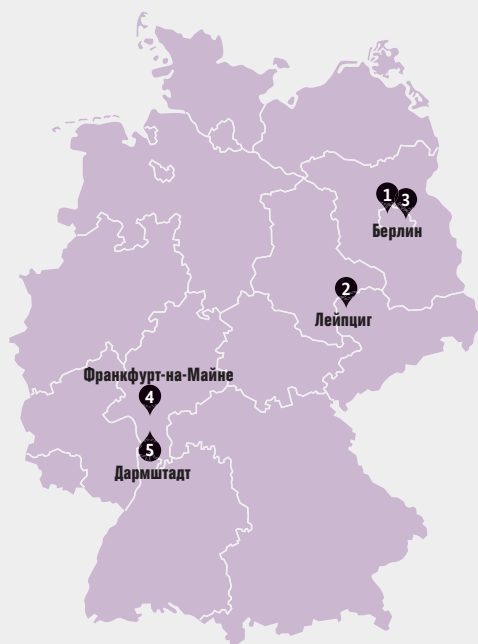 1 3
Берлин
2
Лейпциг
Франкфурт-на-Майне
4
5
Дармштадт